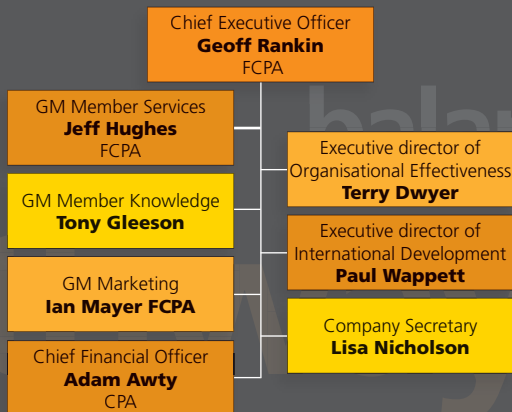 Chief Executive Officer
Geoff Rankin
FCPA
GM Member Services
Jeff Hughes
FCPA
GM Member Knowledge
Tony Gleeson
GM Marketing
Ian Mayer FCPA
Chief Financial Officer
Adam Awty
CPA
Executive director of
Organisational Effectiveness
Terry Dwyer
Executive director of
International Development
Paul Wappett
Company Secretary
Lisa Nicholson